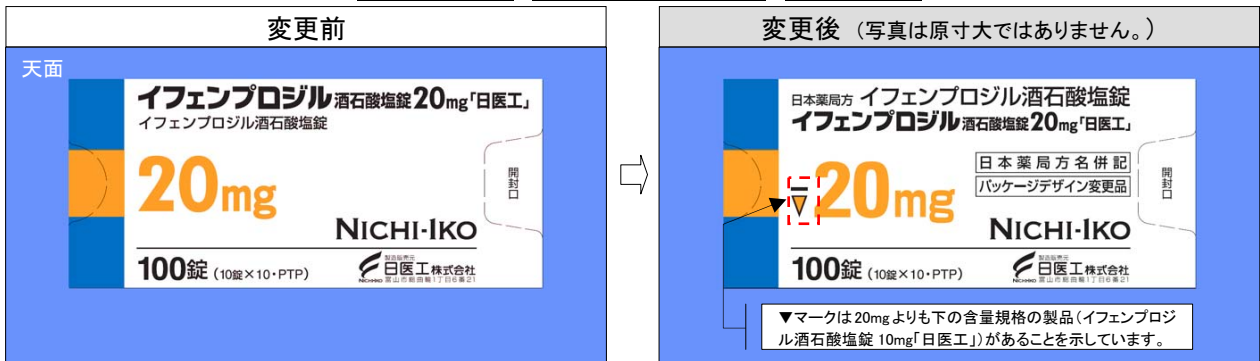 変更前
天面
イフェンプロジル酒石酸塩錠20mg「日医工」
イフェンプロジル酒石酸塩錠
20mg
開封口
NICHI-IKO
100錠 (10錠×10・PTP)
製造販売元
日医工株式会社
NICHI-IKO 富山市総曲輪1丁目6番21
変更後 (写真は原寸大ではありません。)
日本薬局方 イフェンプロジル酒石酸塩錠
イフェンプロジル酒石酸塩錠20mg「日医工」
日本薬局方名併記
パッケージデザイン変更品
20mg
開封口
NICHI-IKO
100錠 (10錠×10・PTP)
製造販売元
日医工株式会社
NICHI-IKO 富山市総曲輪1丁目6番21
▼マークは20mgよりも下の含量規格の製品(イフェンプロジ
ル酒石酸塩錠 10mg「日医工」)があることを示しています。